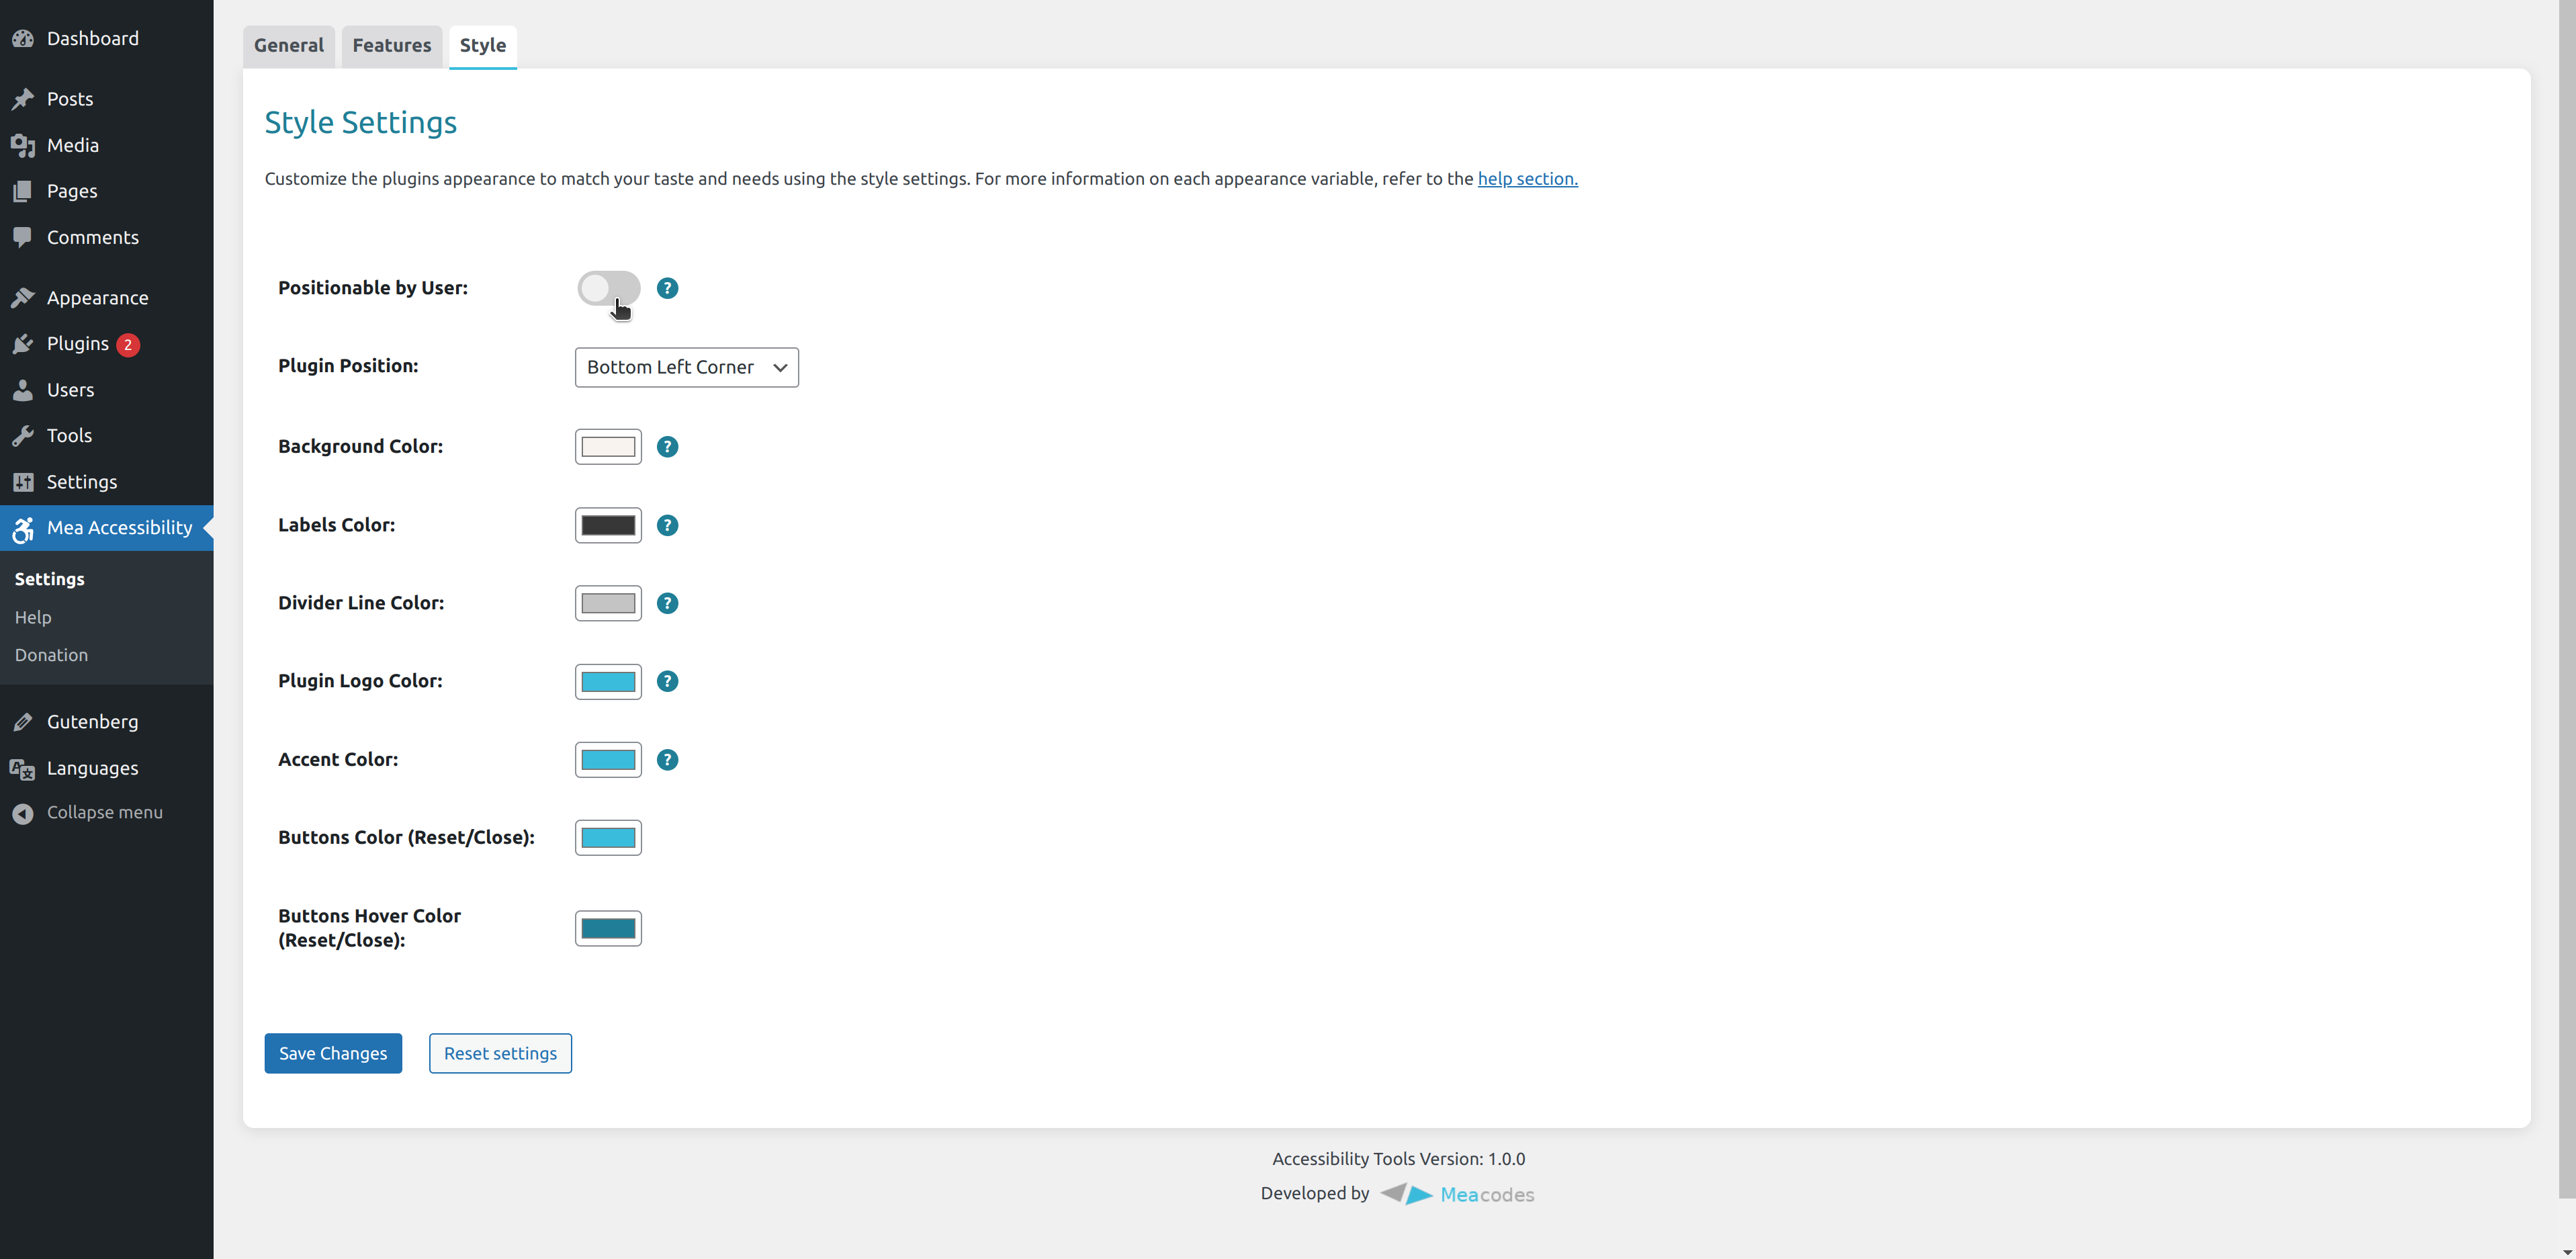 Dashboard
Posts
Media
Pages
Comments
Appearance
Plugins 2
Users
Tools
Settings
Mea Accessibility
Settings
Help
Donation
Gutenberg
Languages
Collapse menu
General Features Style
Style Settings
Customize the plugins appearance to match your taste and needs using the style settings. For more information on each appearance variable, refer to the help section.
Positionable by User: ?
Plugin Position: Bottom Left Corner
Background Color: ?
Labels Color: ?
Divider Line Color: ?
Plugin Logo Color: ?
Accent Color: ?
Buttons Color (Reset/Close):
Buttons Hover Color
(Reset/Close):
Save Changes Reset settings
Accessibility Tools Version: 1.0.0
Developed by Meacodes